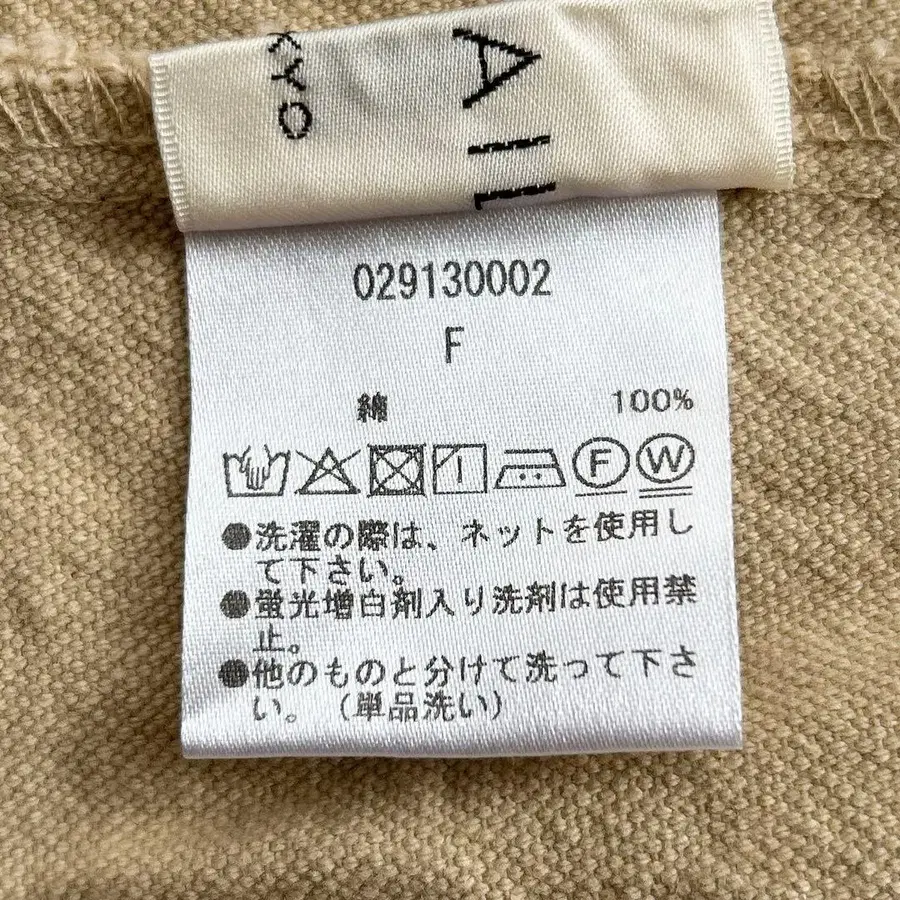 KYO
AIL
029130002
F
綿 100%
F W
●洗濯の際は、ネットを使用し
て下さい。
●蛍光増白剤入り洗剤は使用禁
止。
●他のものと分けて洗って下さ
い。（単品洗い）